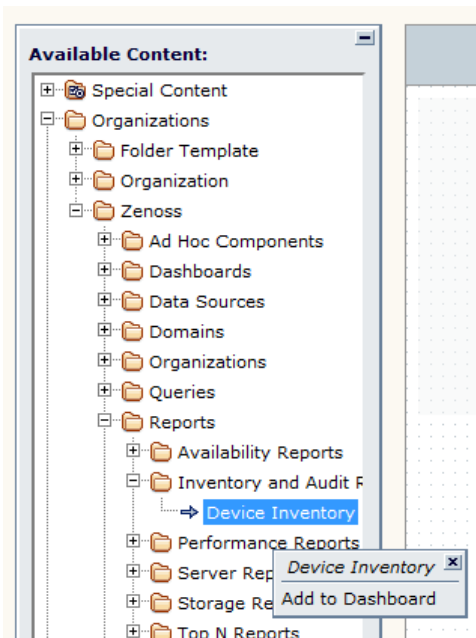 Available Content:
Special Content
Organizations
Folder Template
Organization
Zenoss
Ad Hoc Components
Dashboards
Data Sources
Domains
Organizations
Queries
Reports
Availability Reports
Inventory and Audit
Device Inventory
Performance Reports
Device Inventory
Server Rep
Add to Dashboard
Storage Re
Top N Reports